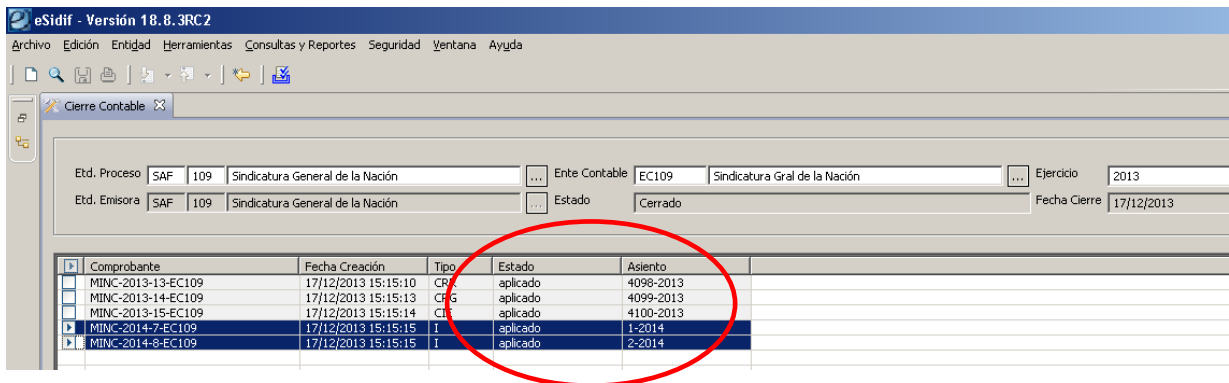 eSidif - Versión 18.8.3RC2
Archivo Edición Entidad Herramientas Consultas y Reportes Seguridad Ventana Ayuda
Cierre Contable
Etd. Proceso SAF 109 Sindicatura General de la Nación ... Ente Contable EC109 Sindicatura Gral de la Nación ... Ejercicio 2013
Etd. Emisora SAF 109 Sindicatura General de la Nación ... Estado Cerrado Fecha Cierre 17/12/2013
Comprobante Fecha Creación Tipo Estado Asiento
MINC-2013-13-EC109 17/12/2013 15:15:10 aplicado 4098-2013
MINC-2013-14-EC109 17/12/2013 15:15:13 aplicado 4099-2013
MINC-2013-15-EC109 17/12/2013 15:15:14 aplicado 4100-2013
MINC-2014-7-EC109 17/12/2013 15:15:15 I aplicado 1-2014
MINC-2014-8-EC109 17/12/2013 15:15:15 I aplicado 2-2014